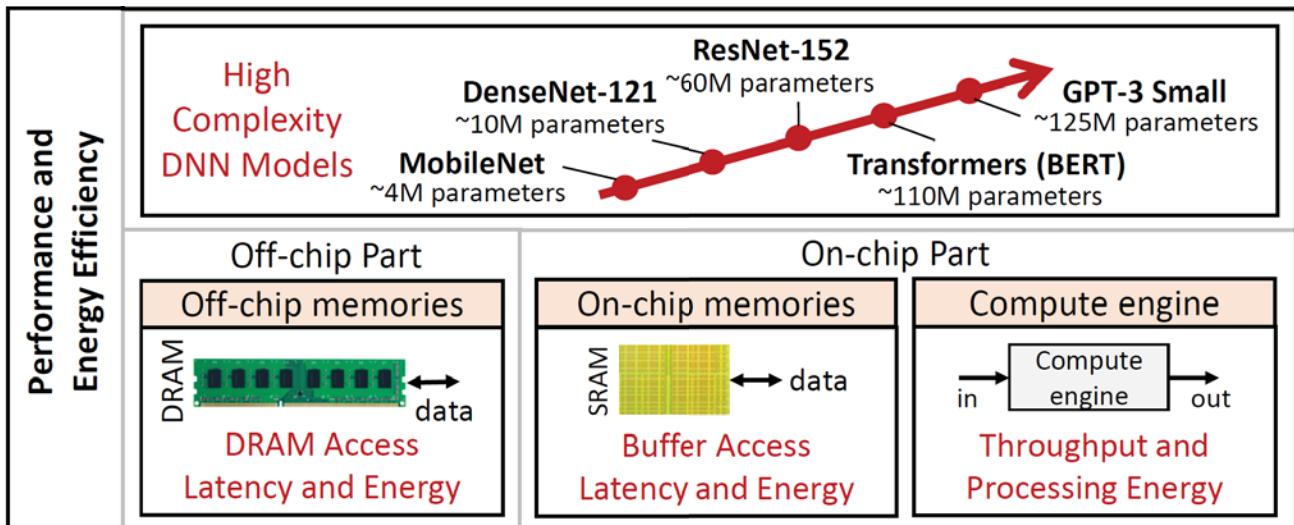 Performance and
Energy Efficiency
High
Complexity
DNN Models
MobileNet
~4M parameters
DenseNet-121
~10M parameters
ResNet-152
~60M parameters
Transformers (BERT)
~110M parameters
GPT-3 Small
~125M parameters
Off-chip Part
Off-chip memories
DRAM
data
DRAM Access
Latency and Energy
On-chip Part
On-chip memories
SRAM
data
Buffer Access
Latency and Energy
Compute engine
in
Compute
engine
out
Throughput and
Processing Energy